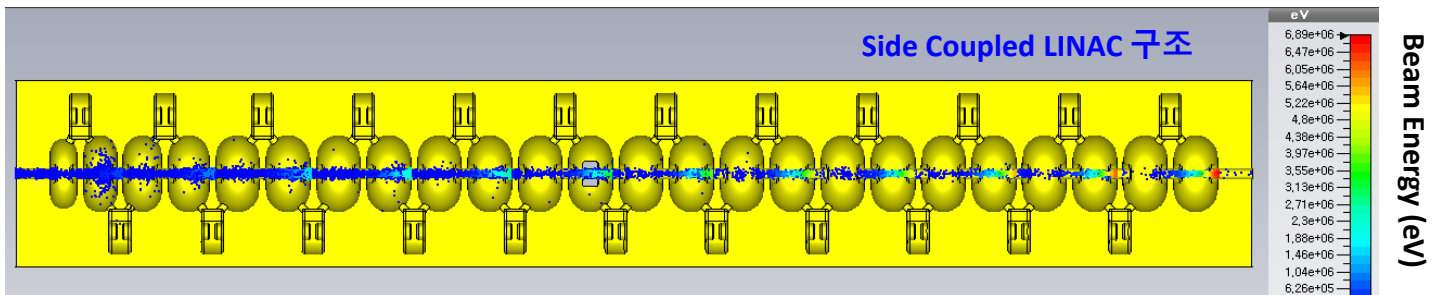 Side Coupled LINAC 구조
eV
6,89e+06
6,47e+06
6,05e+06
5,64e+06
5,22e+06
4,8e+06
4,38e+06
3,97e+06
3,55e+06
3,13e+06
2,71e+06
2,3e+06
1,88e+06
1,46e+06
1,04e+06
6,26e+05
Beam Energy (eV)